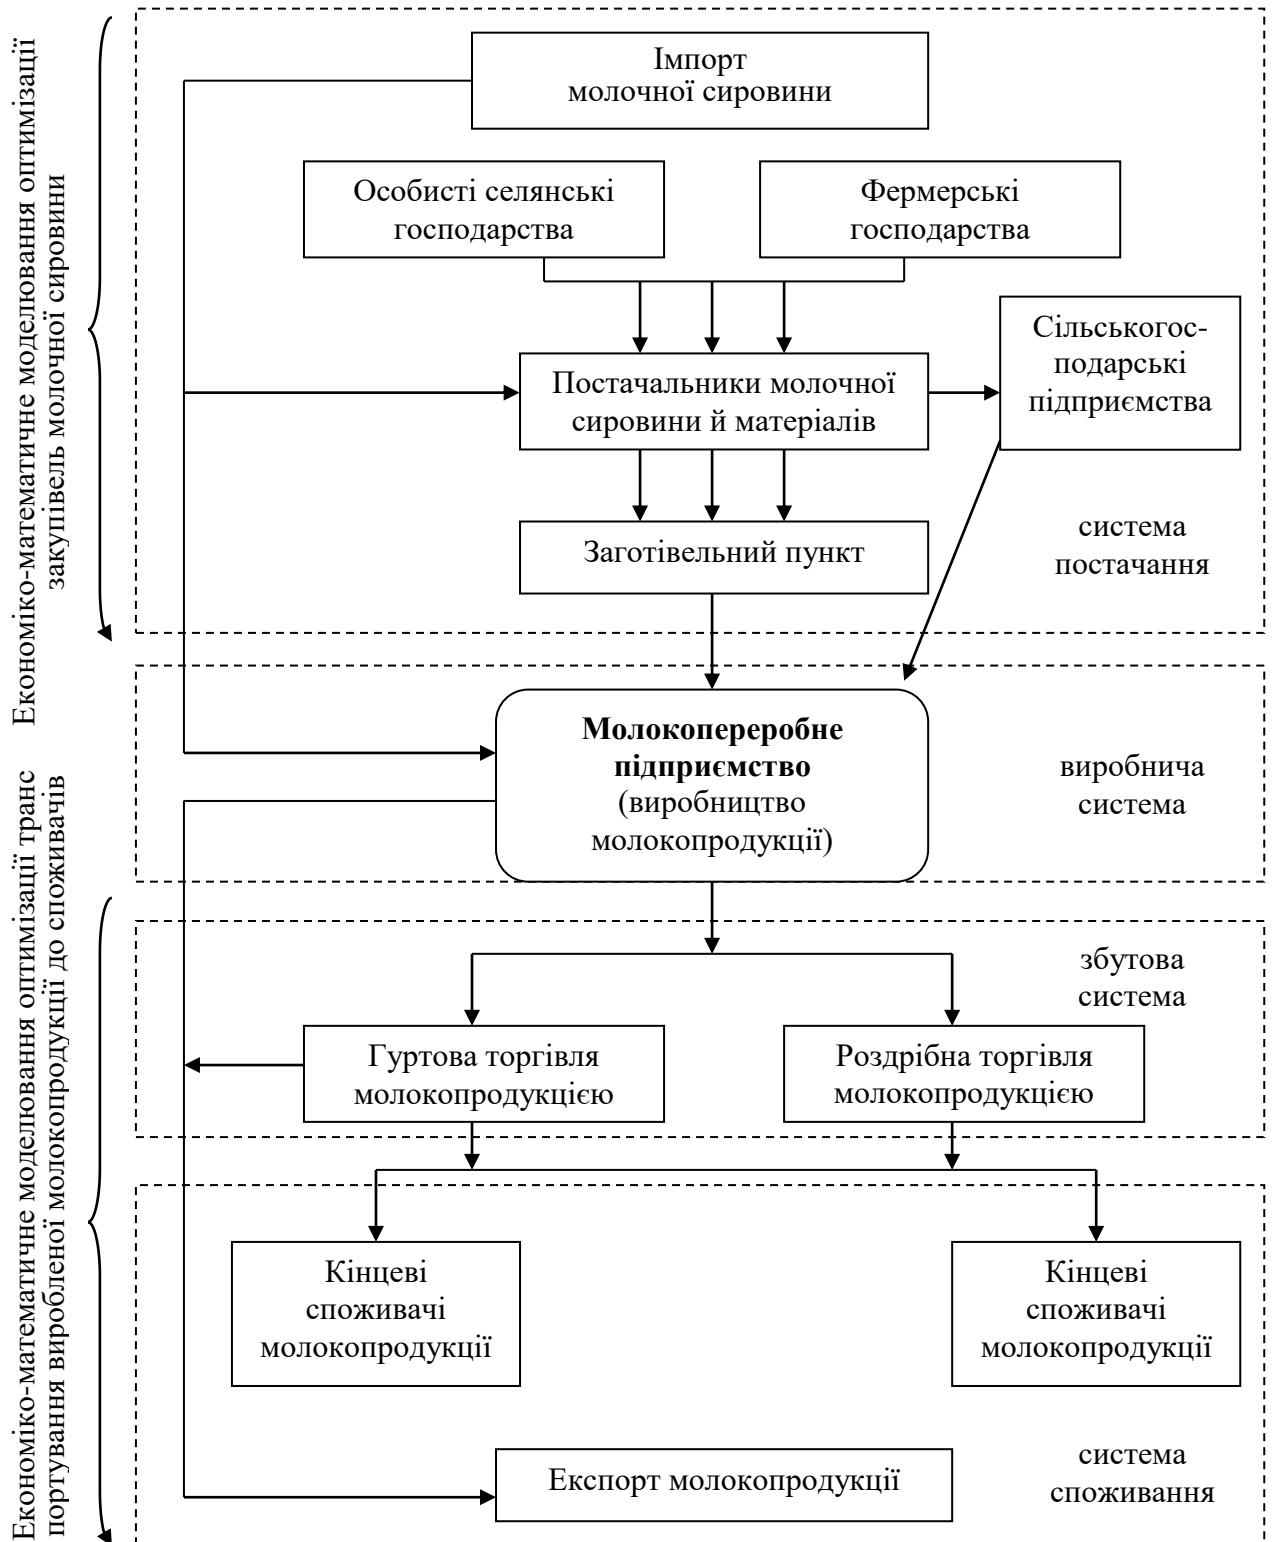 Економіко-математичне моделювання оптимізації
закупівель молочної сировини
Імпорт
молочної сировини
Особисті селянські
господарства
Фермерські
господарства
Сільськогос-
подарські
підприємства
Постачальники молочної
сировини й матеріалів
Заготівельний пункт
система
постачання
Молокопереробне
підприємство
(виробництво
молокопродукції)
виробнича
система
Економіко-математичне моделювання оптимізації транс
портування виробленої молокопродукції до споживачів
збутова
система
Гуртова торгівля
молокопродукцією
Роздрібна торгівля
молокопродукцією
Кінцеві
споживачі
молокопродукції
Кінцеві
споживачі
молокопродукції
Експорт молокопродукції
система
споживання